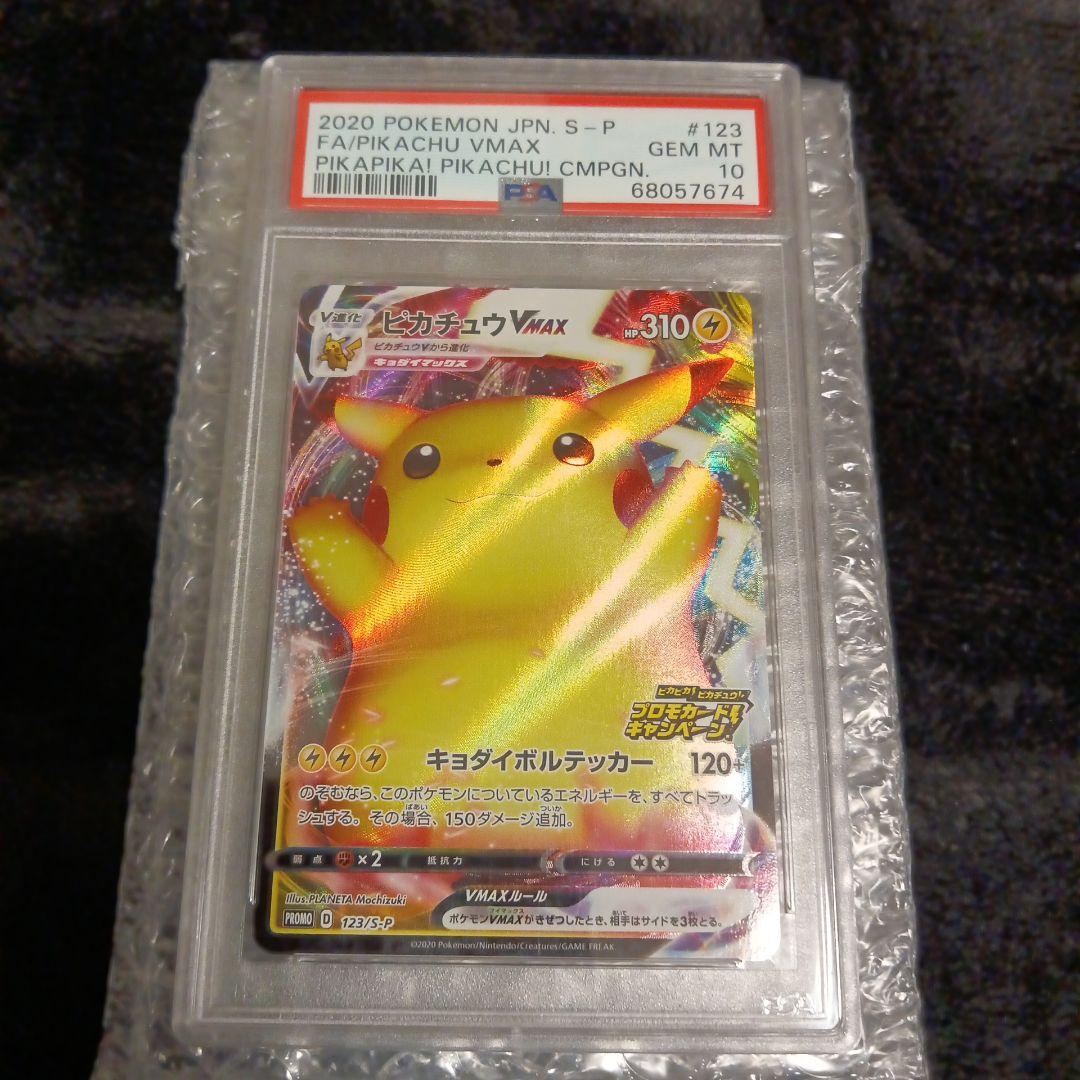 2020 POKEMON JPN. S-P #123
FA/PIKACHU VMAX GEM MT
PIKAPIKA! PIKACHU! CMPGN. 10
PSA 68057674
V進化 ピカチュウVMAX HP310
ピカチュウVから進化
キョダイマックス
ピカピカ! ピカチュウ!
プロモカード
キャンペーン!
キョダイボルテッカー 120+
のぞむなら、このポケモンについているエネルギーを、すべてトラッ
シュする。その場合、150ダメージ追加。
ばあい ついか
弱点 ×2 抵抗力 にげる
Illus.PLANETA Mochizuki VMAXルール
PROMO D 123/S-P ポケモンVMAXがきぜつしたとき、相手はサイドを3枚とる。
©2020 Pokémon/Nintendo/Creatures/GAME FREAK